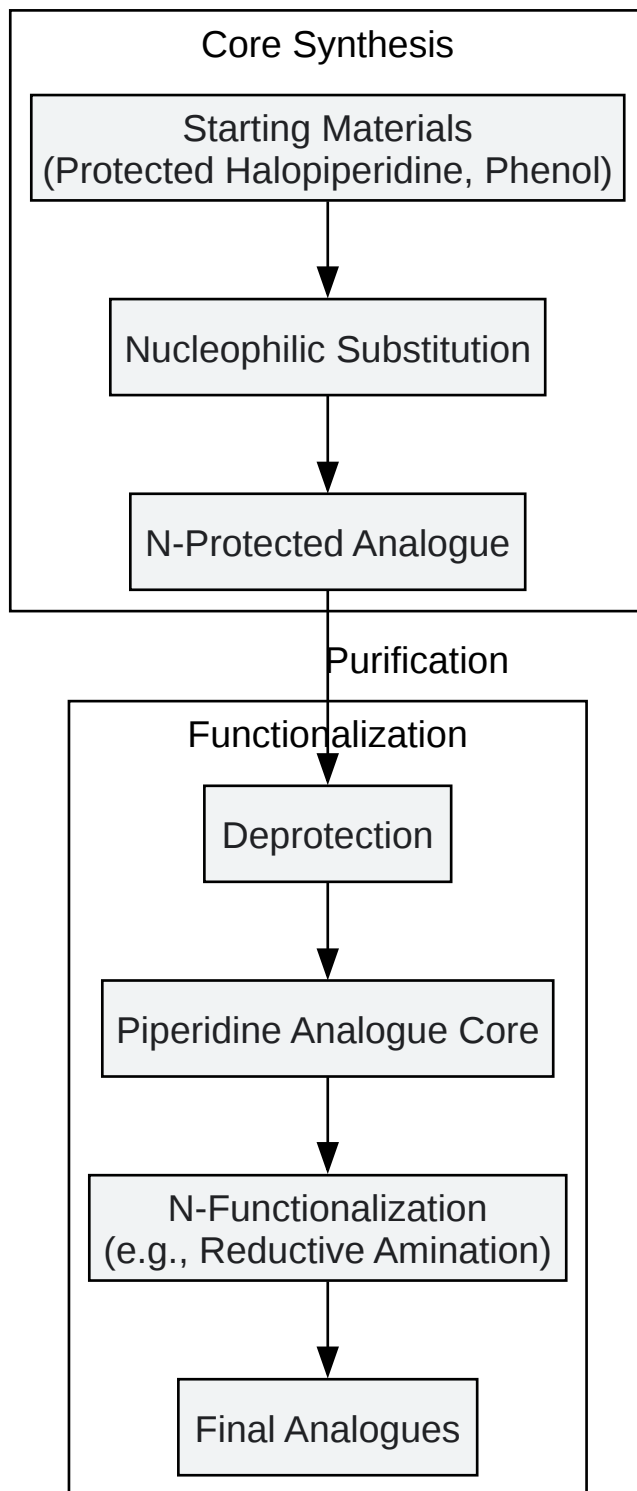 Core Synthesis
Starting Materials
(Protected Halopiperidine, Phenol)
Nucleophilic Substitution
N-Protected Analogue
Purification
Functionalization
Deprotection
Piperidine Analogue Core
N-Functionalization
(e.g., Reductive Amination)
Final Analogues